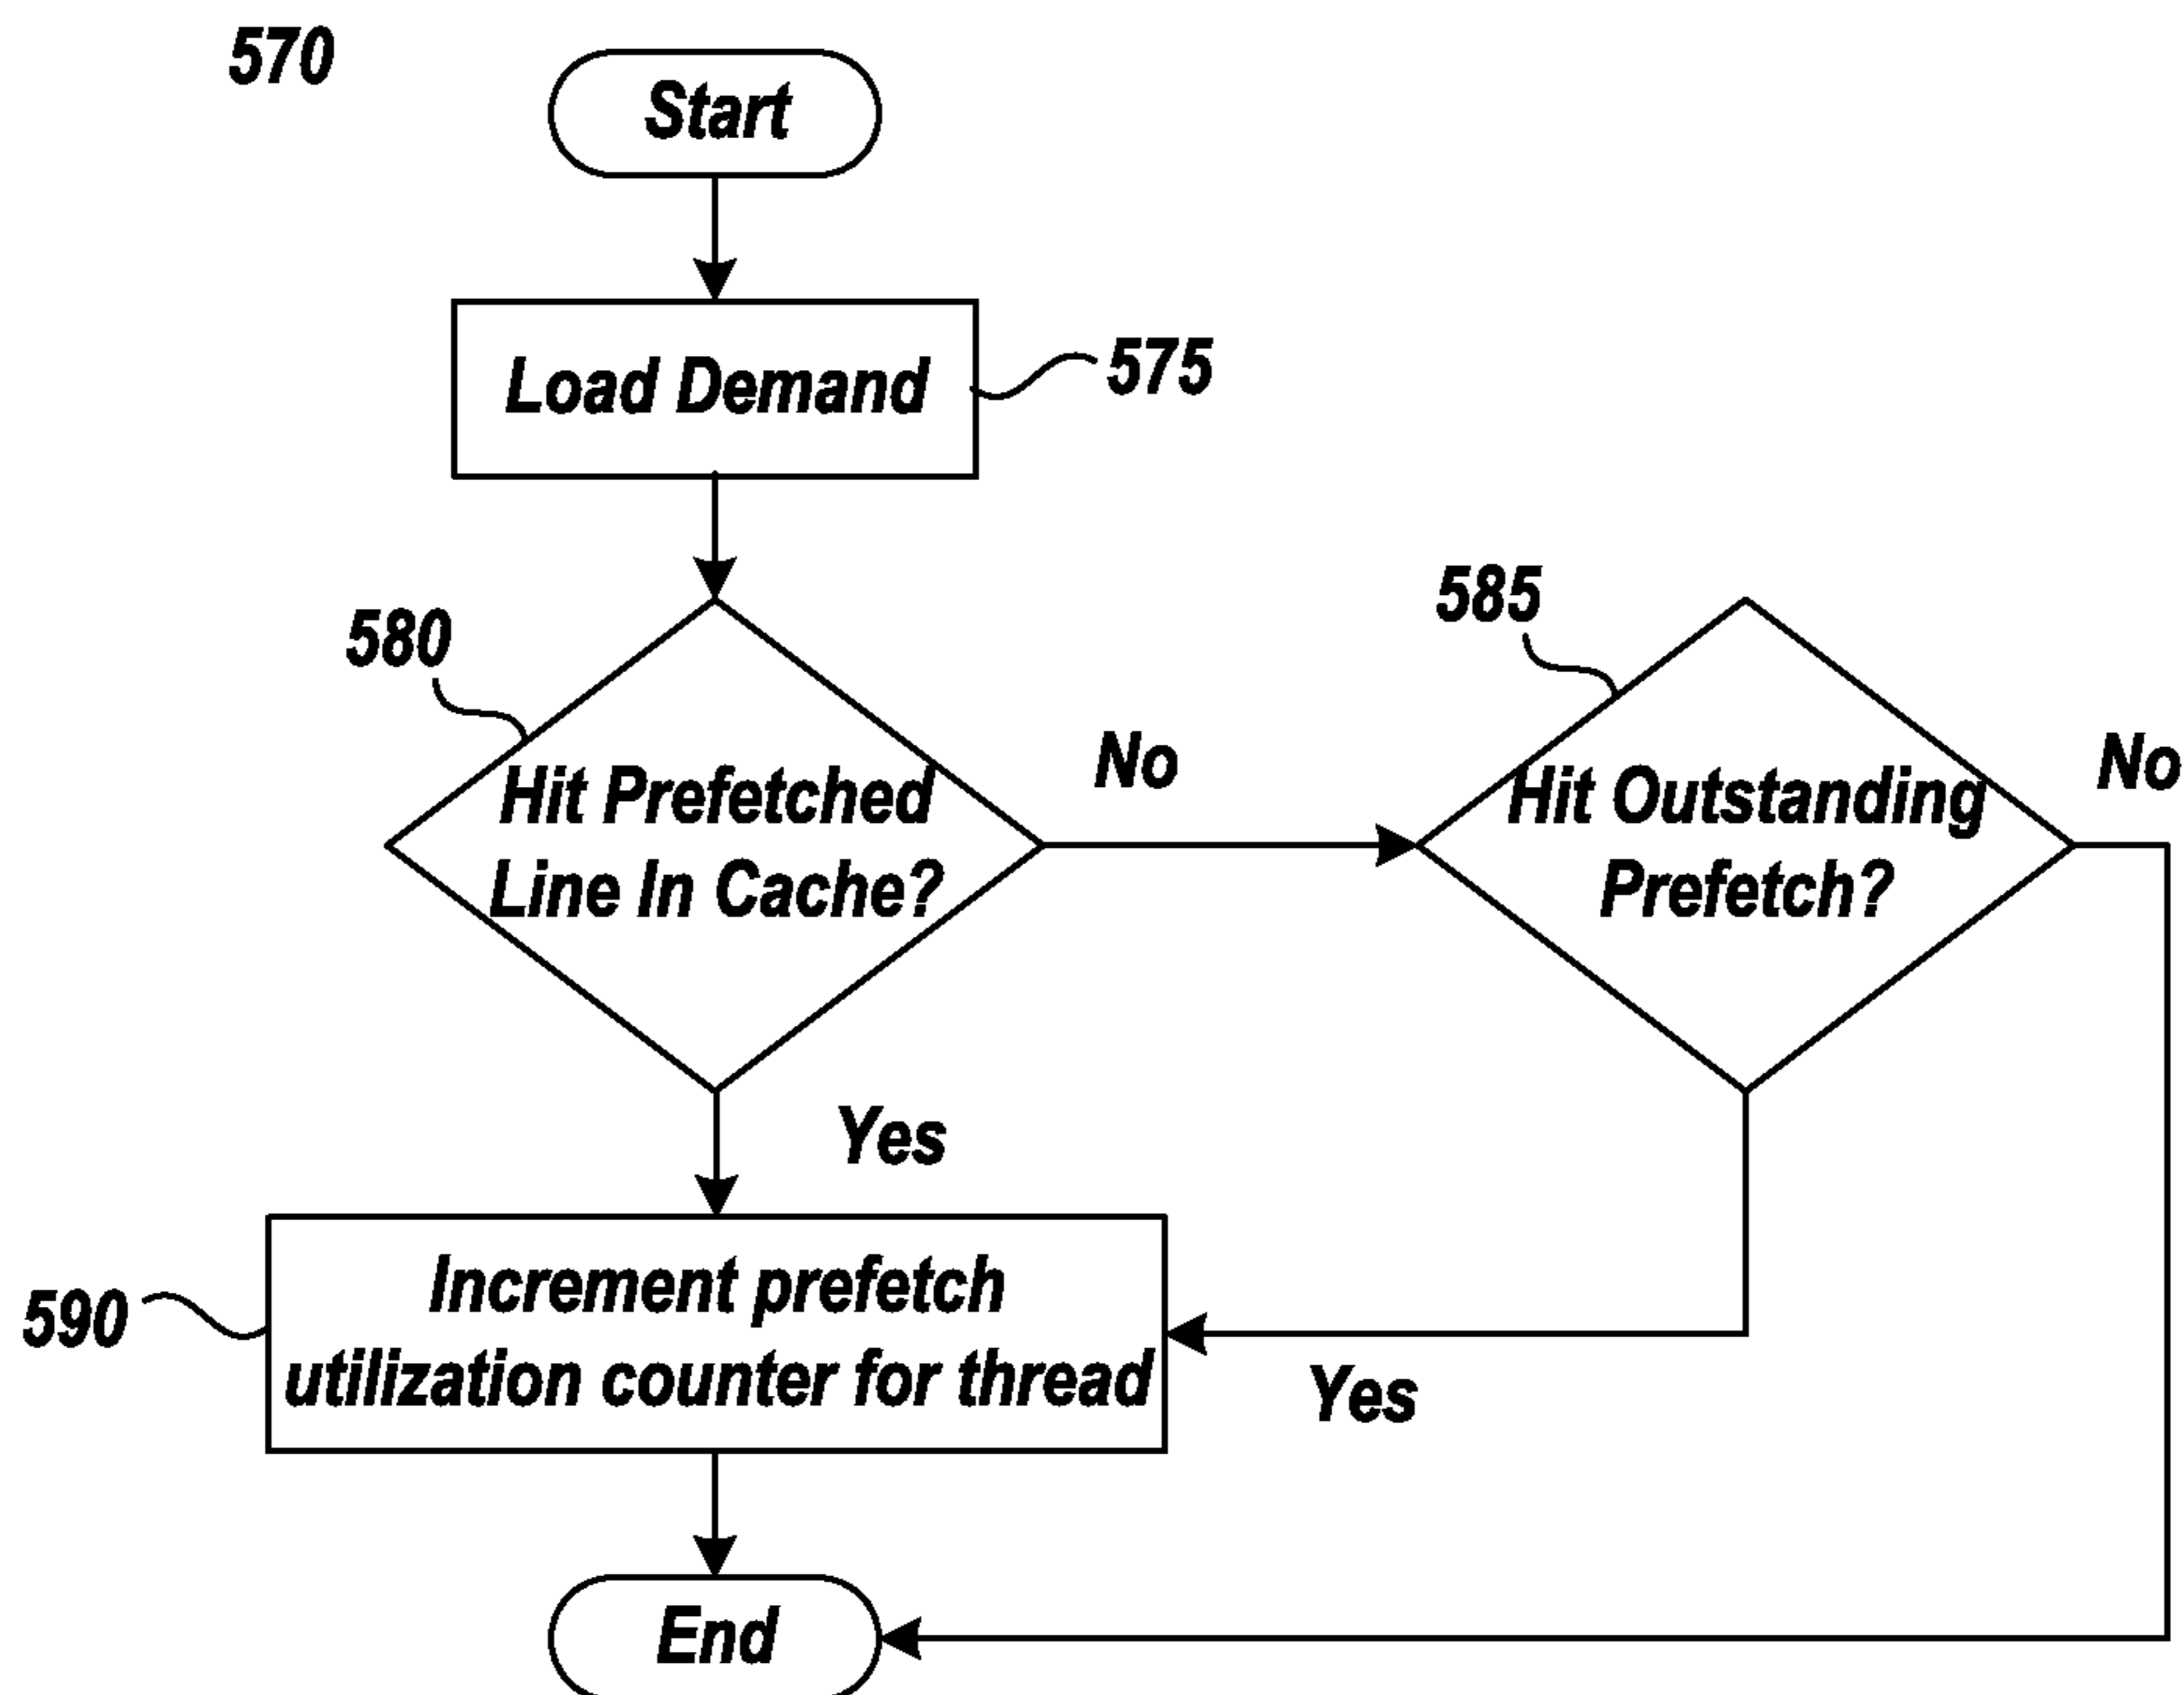 570
Start
Load Demand
575
580
Hit Prefetched
Line In Cache?
No
585
Hit Outstanding
Prefetch?
No
Yes
590
Increment prefetch
utilization counter for thread
Yes
End